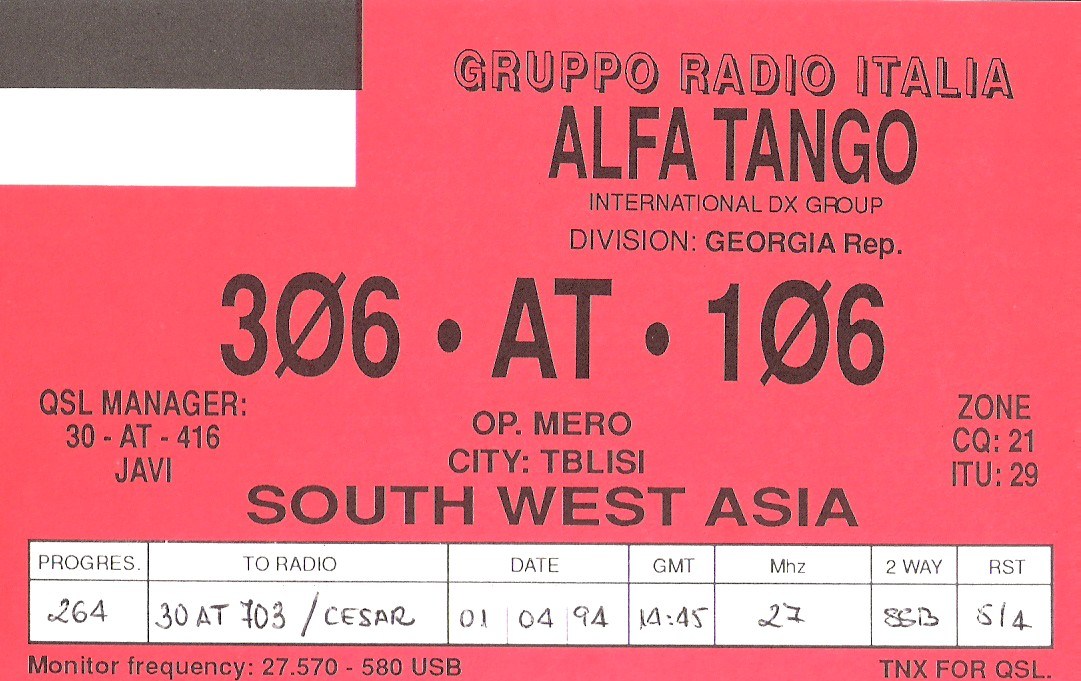 GRUPPO RADIO ITALIA
ALFA TANGO
INTERNATIONAL DX GROUP
DIVISION: GEORGIA Rep.
3Ø6 • AT • 1Ø6
QSL MANAGER:
30 - AT - 416
JAVI
OP. MERO
CITY: TBLISI
ZONE
CQ: 21
ITU: 29
SOUTH WEST ASIA
PROGRES. TO RADIO DATE GMT Mhz 2 WAY RST
264 30 AT 703 / CESAR 01 04 94 14:45 27 SSB 5/4
Monitor frequency: 27.570 - 580 USB TNX FOR QSL.